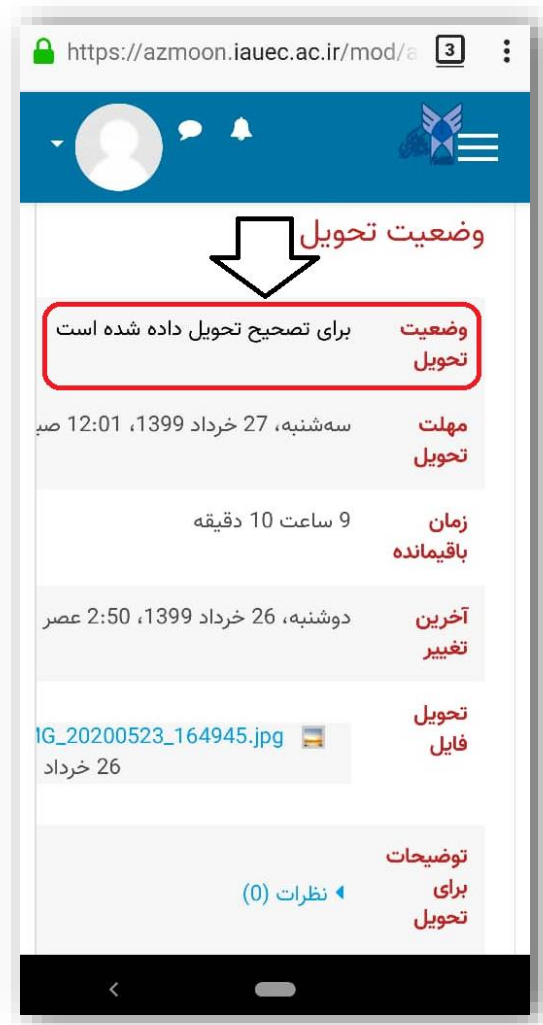 https://azmoon.iauec.ac.ir/mod/a
3
وضعیت تحویل
وضعیت تحویل
برای تصحیح تحویل داده شده است
مهلت تحویل
سه‌شنبه، 27 خرداد 1399، 12:01 صب
زمان باقیمانده
9 ساعت 10 دقیقه
آخرین تغییر
دوشنبه، 26 خرداد 1399، 2:50 عصر
تحویل فایل
MG_20200523_164945.jpg
26 خرداد
توضیحات برای تحویل
نظرات (0)